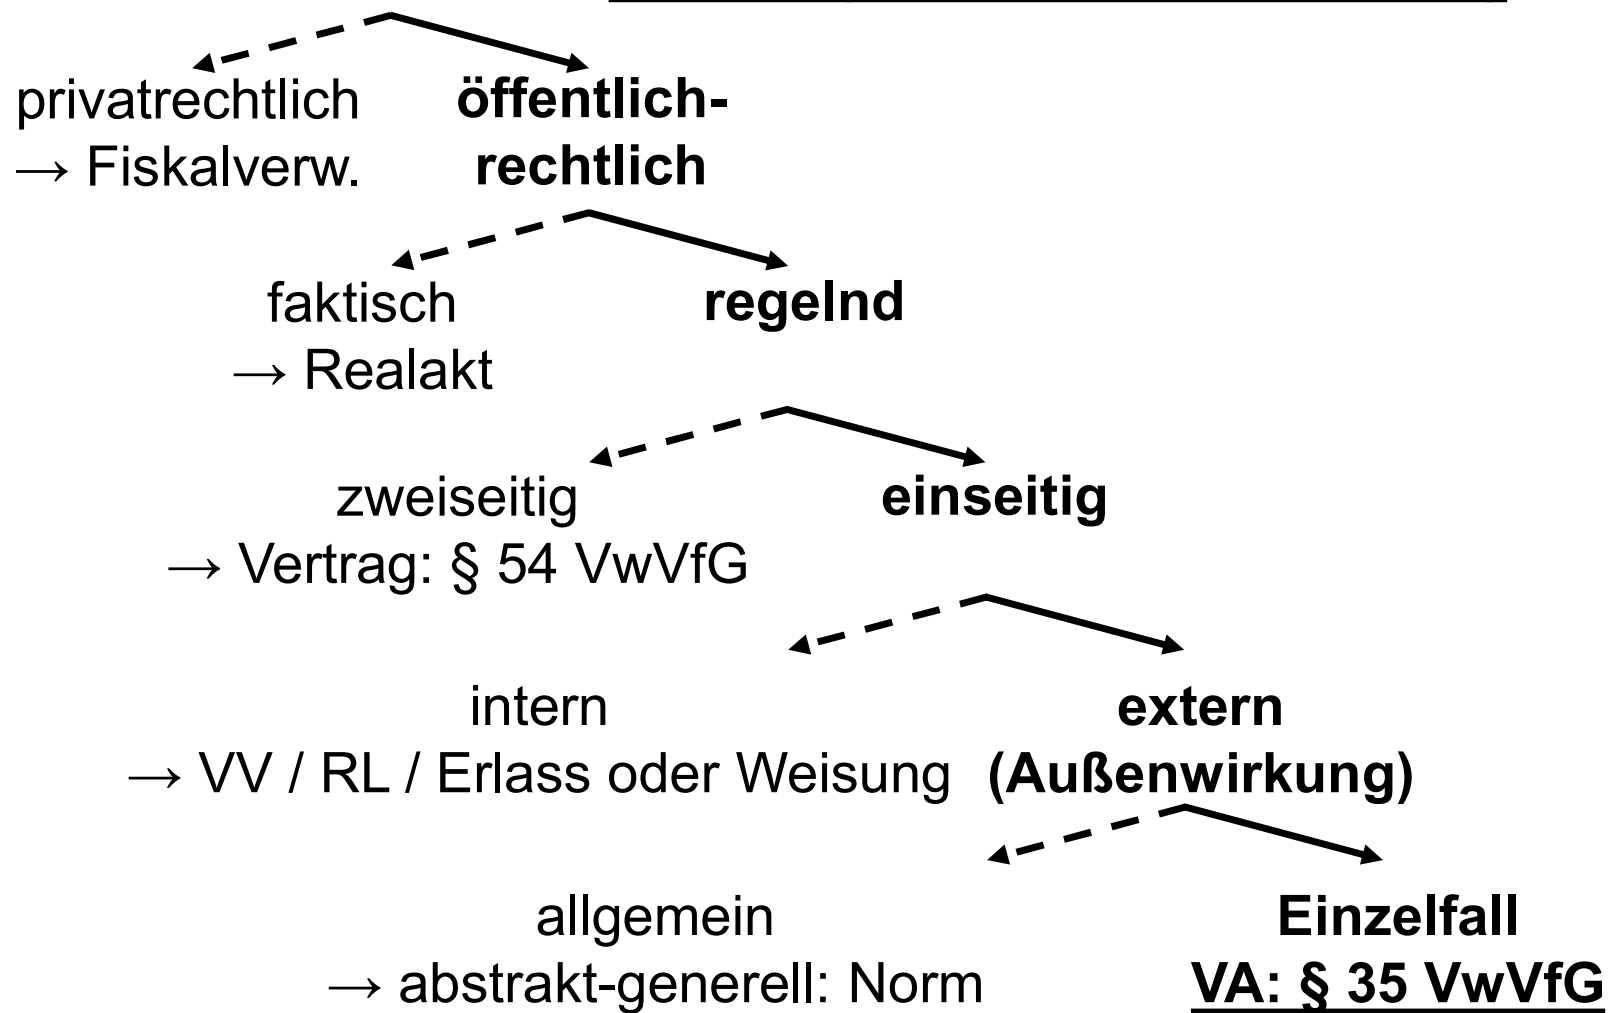 privatrechtlich öffentlich-
→ Fiskalverw. rechtlich
faktisch regelnd
→ Realakt
zweiseitig einseitig
→ Vertrag: § 54 VwVfG
intern extern
→ VV / RL / Erlass oder Weisung (Außenwirkung)
allgemein Einzelfall
→ abstrakt-generell: Norm VA: § 35 VwVfG